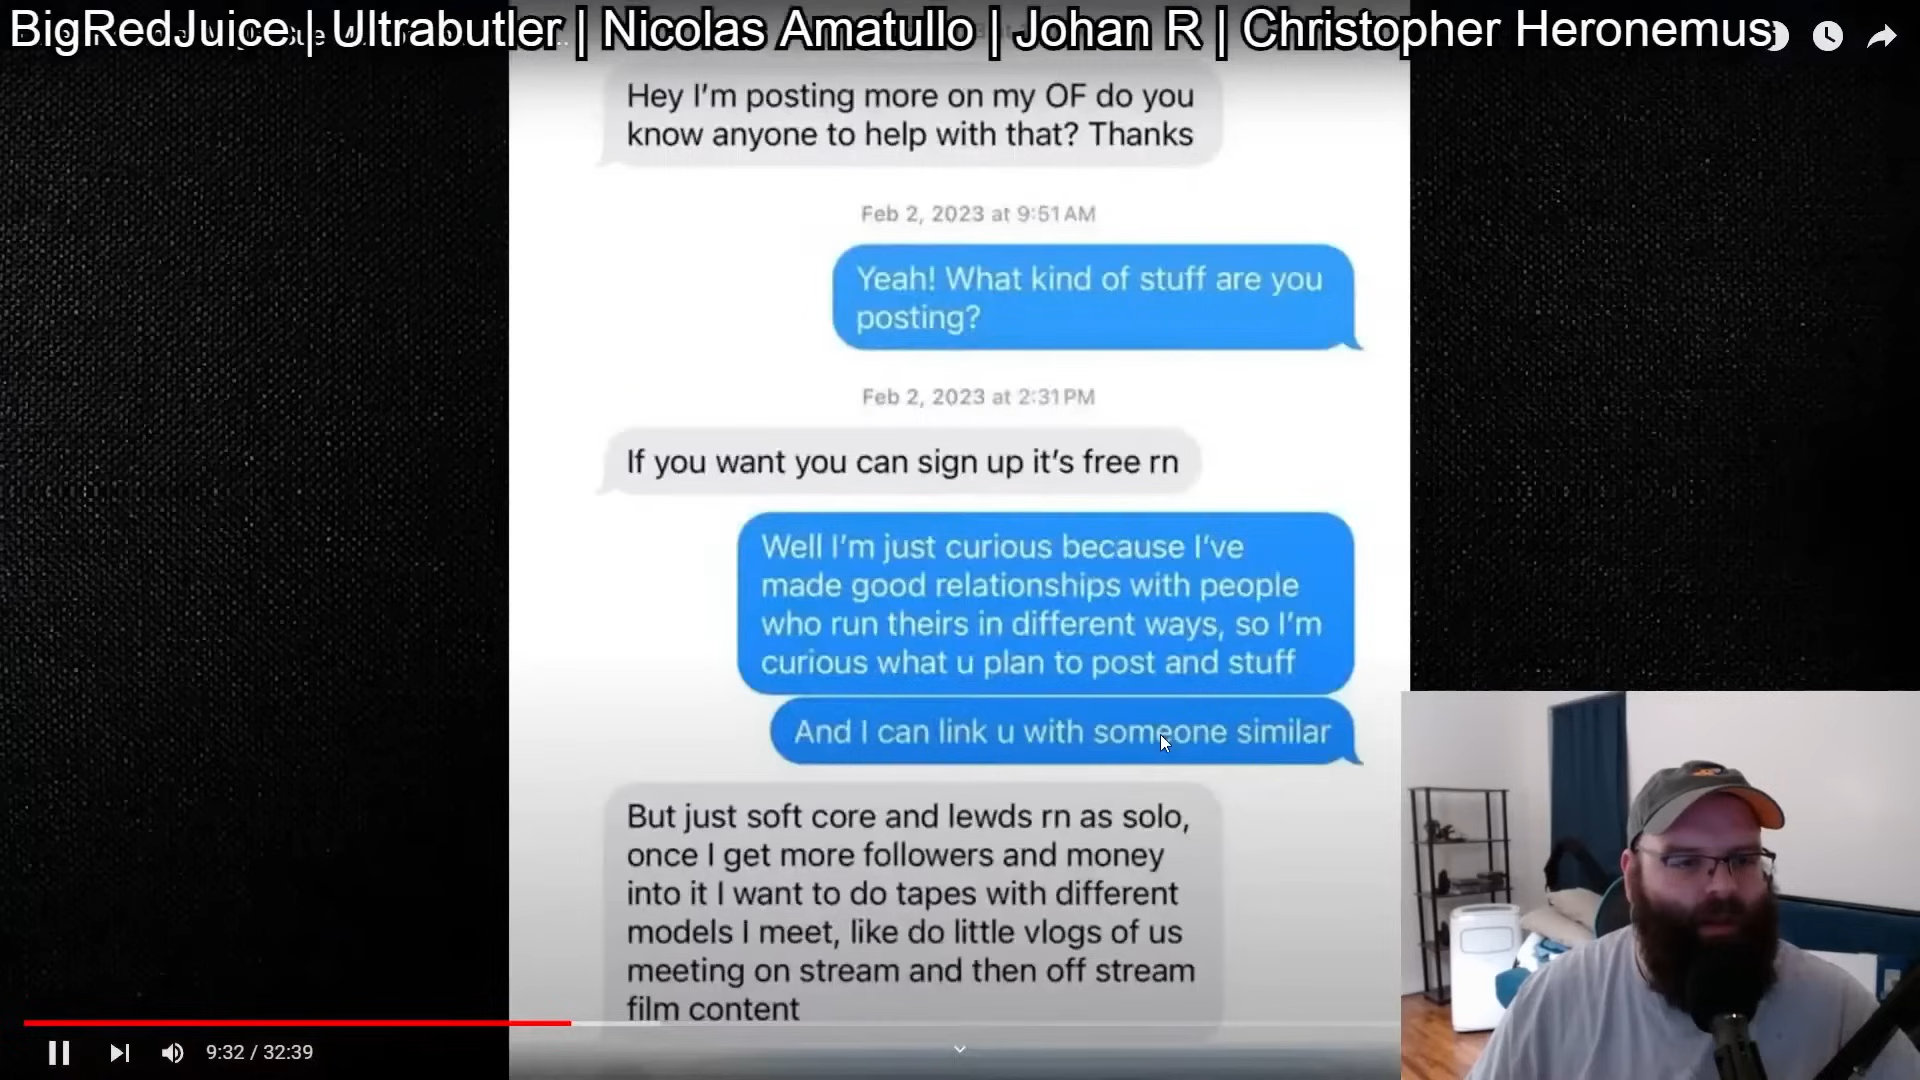 BigRedJuice | Ultrabutler | Nicolas Amatullo | Johan R | Christopher Heronemus
Hey I'm posting more on my OF do you
know anyone to help with that? Thanks
Feb 2, 2023 at 9:51 AM
Yeah! What kind of stuff are you
posting?
Feb 2, 2023 at 2:31 PM
If you want you can sign up it's free rn
Well I'm just curious because I've
made good relationships with people
who run theirs in different ways, so I'm
curious what u plan to post and stuff
And I can link u with someone similar
But just soft core and lewds rn as solo,
once I get more followers and money
into it I want to do tapes with different
models I meet, like do little vlogs of us
meeting on stream and then off stream
film content
9:32 / 32:39